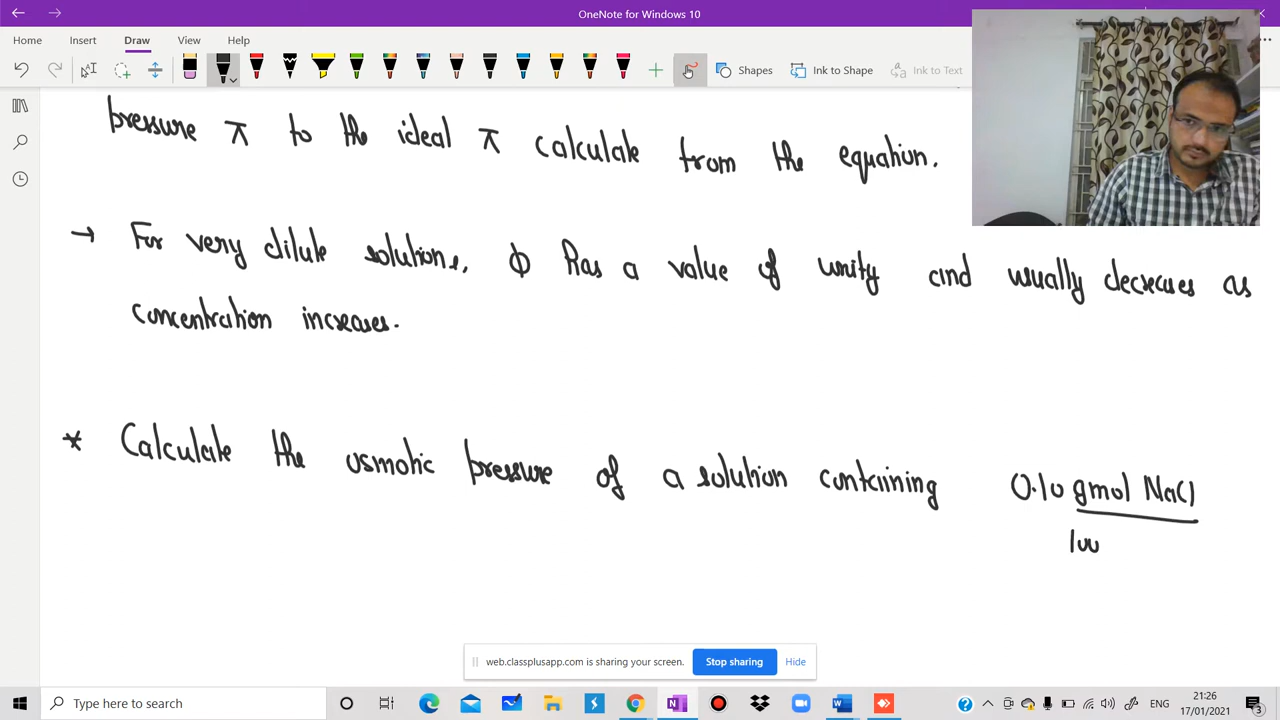 OneNote for Windows 10
Home Insert Draw View Help
Shapes Ink to Shape Ink to Text
pressure π to the ideal π calculate from the equation.
→ For very dilute solutions, φ has a value of unity and usually decreases as
concentration increases.
* Calculate the osmotic pressure of a solution containing 0.10 gmol NaCl
100
web.classplusapp.com is sharing your screen. Stop sharing Hide
Type here to search
ENG
21:26
17/01/2021
3